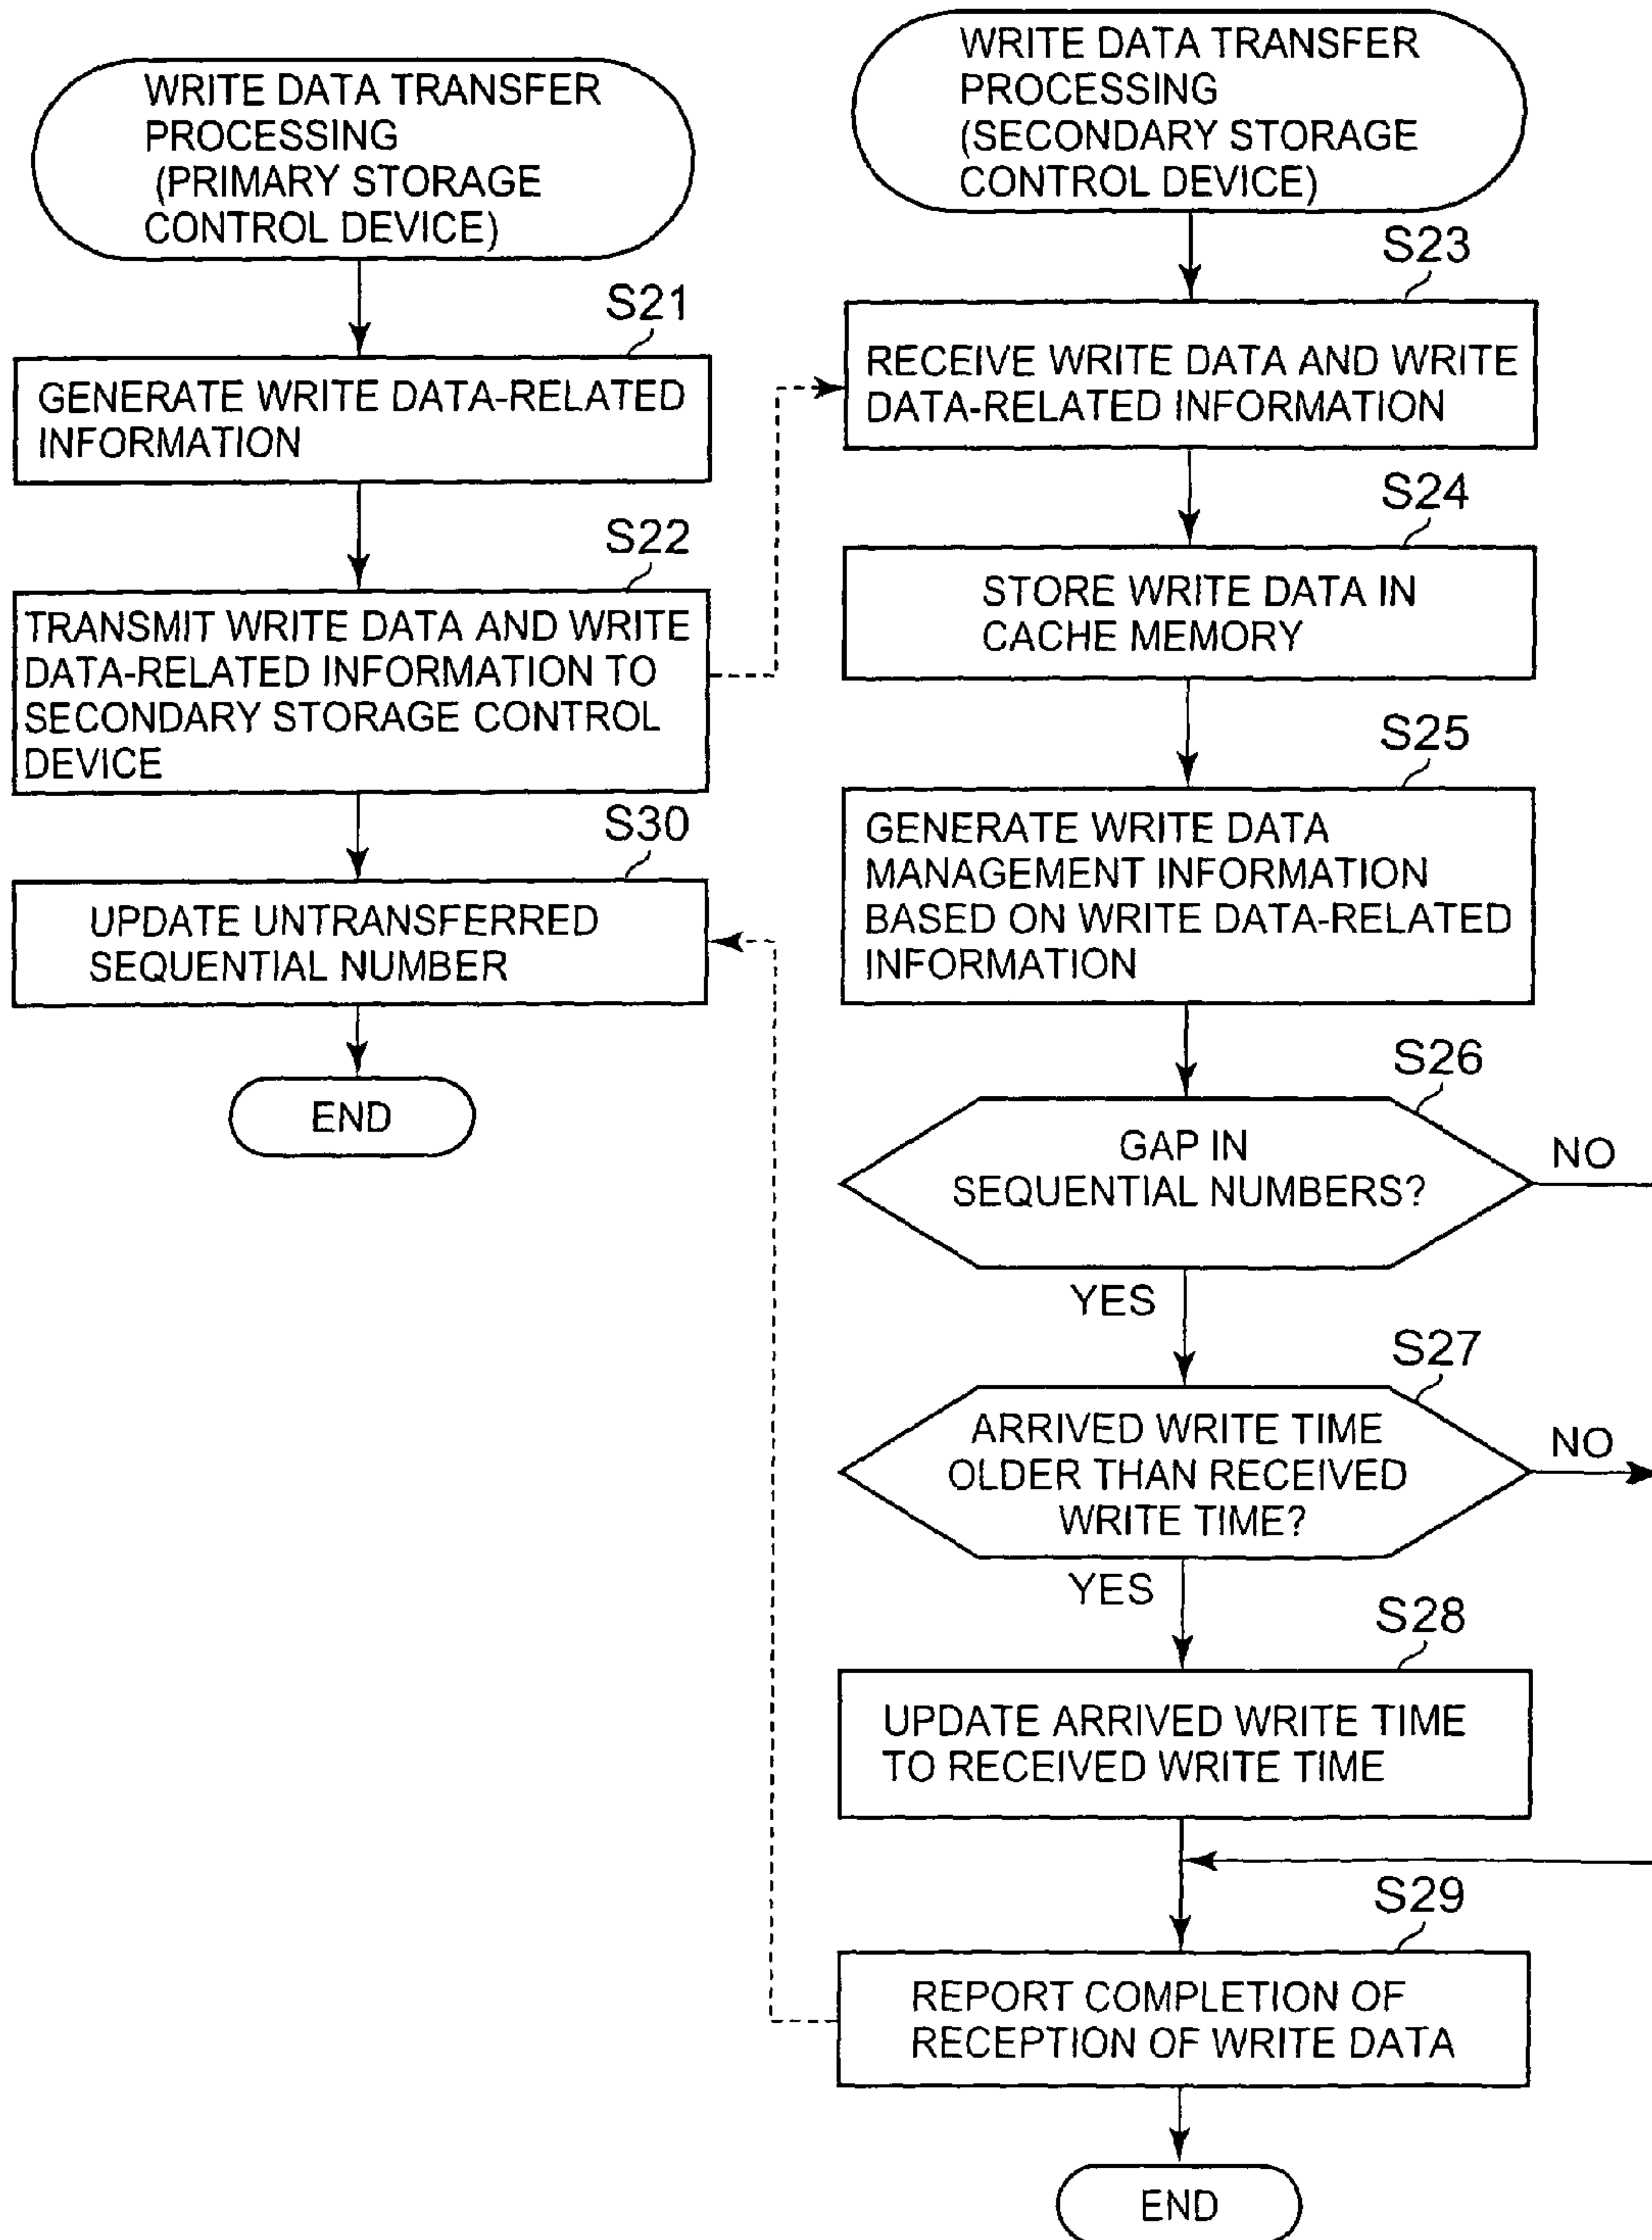 WRITE DATA TRANSFER
PROCESSING
(PRIMARY STORAGE
CONTROL DEVICE)
S21
GENERATE WRITE DATA-RELATED
INFORMATION
S22
TRANSMIT WRITE DATA AND WRITE
DATA-RELATED INFORMATION TO
SECONDARY STORAGE CONTROL
DEVICE
S30
UPDATE UNTRANSFERRED
SEQUENTIAL NUMBER
END
WRITE DATA TRANSFER
PROCESSING
(SECONDARY STORAGE
CONTROL DEVICE)
S23
RECEIVE WRITE DATA AND WRITE
DATA-RELATED INFORMATION
S24
STORE WRITE DATA IN
CACHE MEMORY
S25
GENERATE WRITE DATA
MANAGEMENT INFORMATION
BASED ON WRITE DATA-RELATED
INFORMATION
S26
GAP IN
SEQUENTIAL NUMBERS?
NO
YES
S27
ARRIVED WRITE TIME
OLDER THAN RECEIVED
WRITE TIME?
NO
YES
S28
UPDATE ARRIVED WRITE TIME
TO RECEIVED WRITE TIME
S29
REPORT COMPLETION OF
RECEPTION OF WRITE DATA
END